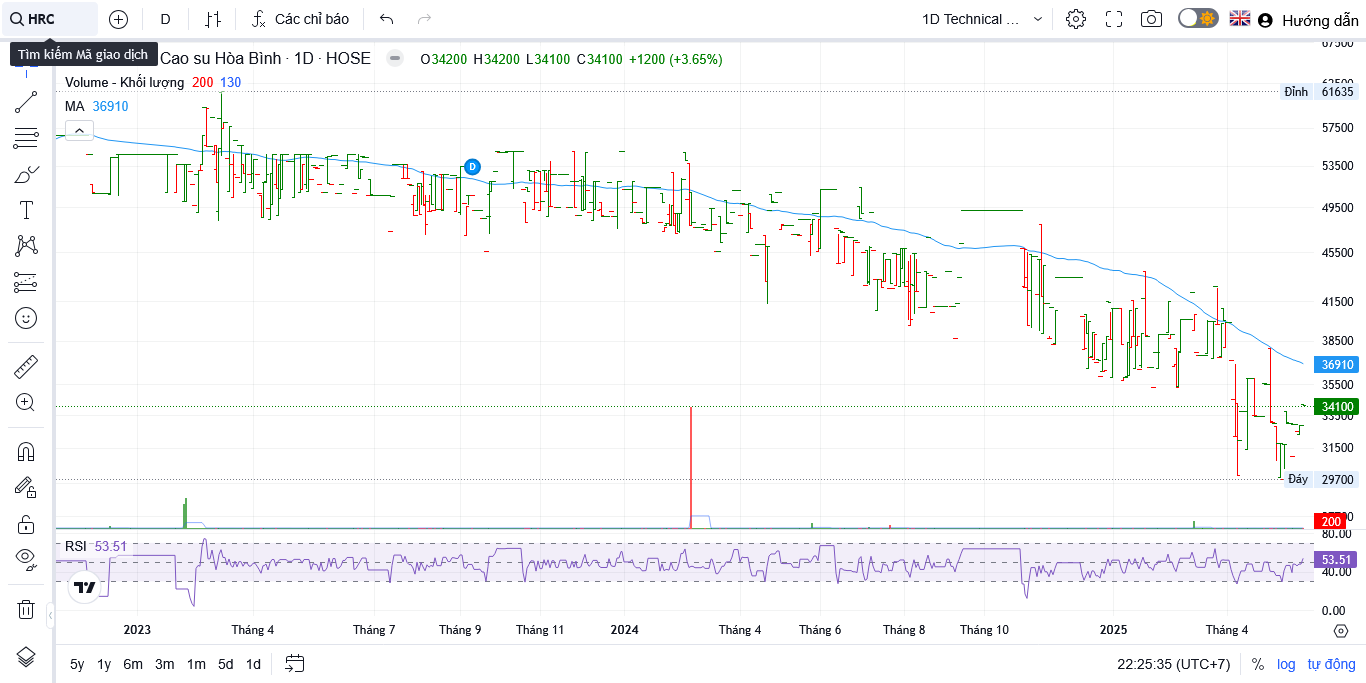 HRC
D
Các chỉ báo
1D Technical ...
Hướng dẫn
Tìm kiếm Mã giao dịch
Cao su Hòa Bình · 1D · HOSE
O34200 H34200 L34100 C34100 +1200 (+3.65%)
Volume - Khối lượng 200 130
MA 36910
D
67500
62500
Đỉnh 61635
57500
53500
49500
45500
41500
38500
36910
35500
34100
33500
31500
Đáy 29700
200
80.00
RSI 53.51
53.51
40.00
0.00
2023 Tháng 4 Tháng 7 Tháng 9 Tháng 11 2024 Tháng 4 Tháng 6 Tháng 8 Tháng 10 2025 Tháng 4
5y 1y 6m 3m 1m 5d 1d
22:25:35 (UTC+7) % log tự động